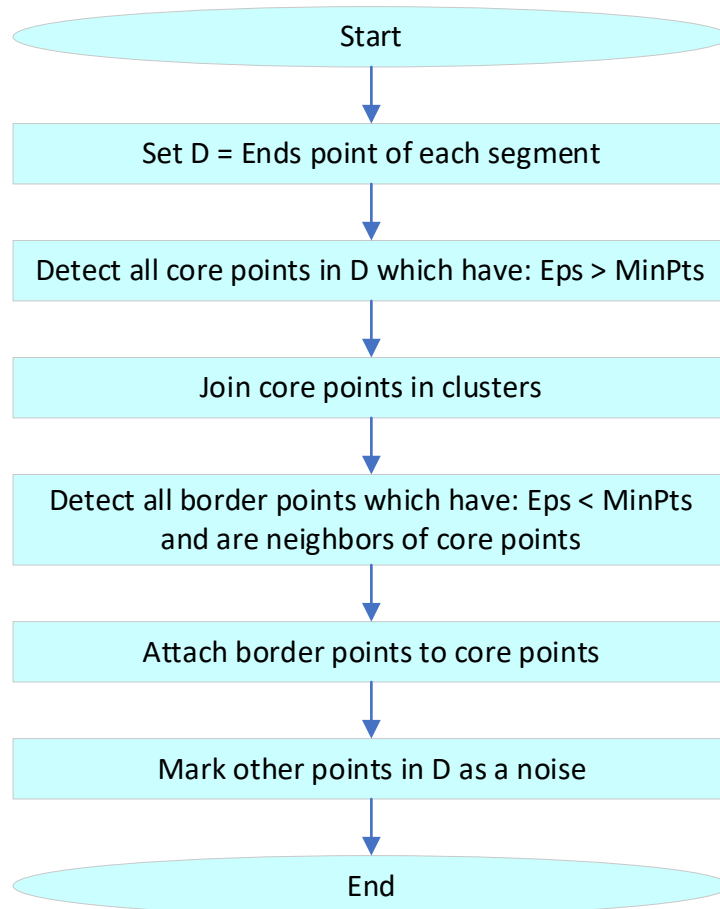 Start
Set D = Ends point of each segment
Detect all core points in D which have: Eps > MinPts
Join core points in clusters
Detect all border points which have: Eps < MinPts
and are neighbors of core points
Attach border points to core points
Mark other points in D as a noise
End